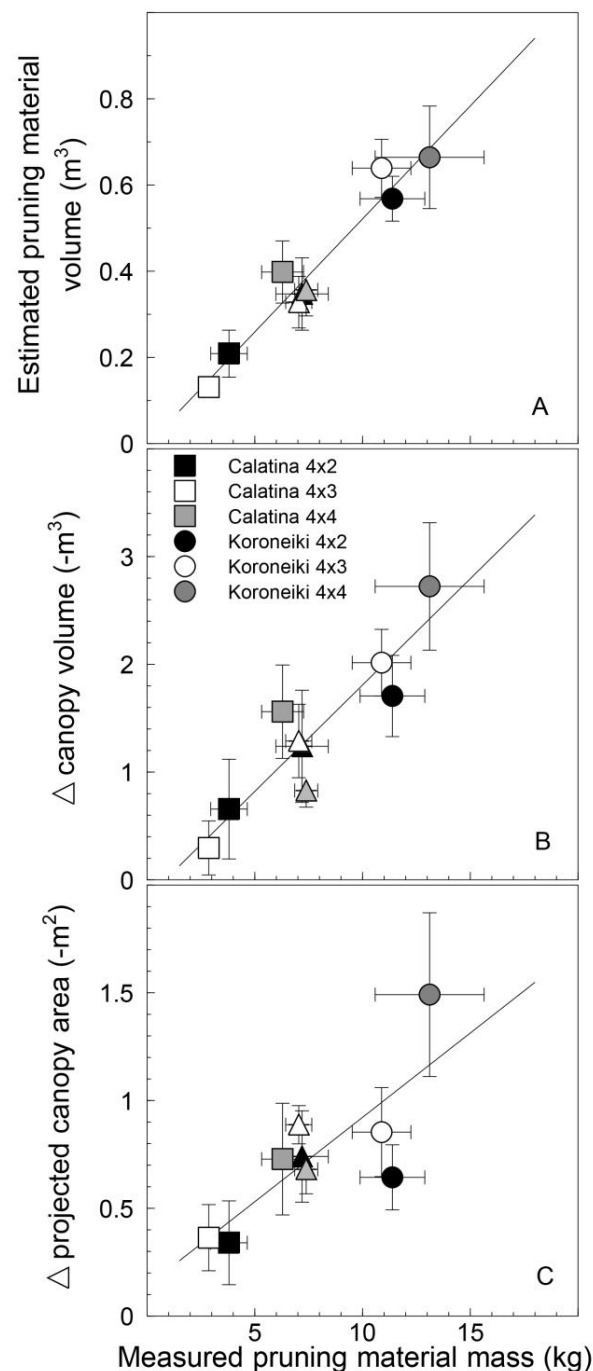 Estimated pruning material
volume (m³)
0.8
0.6
0.4
0.2
0
A
Δ canopy volume (-m³)
Calatina 4x2
Calatina 4x3
Calatina 4x4
Koroneiki 4x2
Koroneiki 4x3
Koroneiki 4x4
3
2
1
0
B
Δ projected canopy area (-m²)
1.5
1
0.5
0
C
5 10 15
Measured pruning material mass (kg)